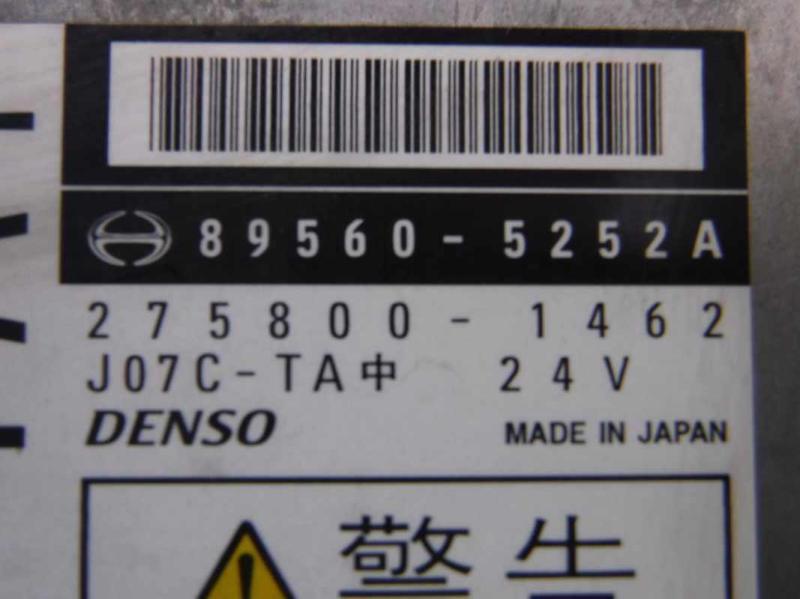 89560-5252A
275800-1462
J07C-TA中 24V
DENSO MADE IN JAPAN
警告